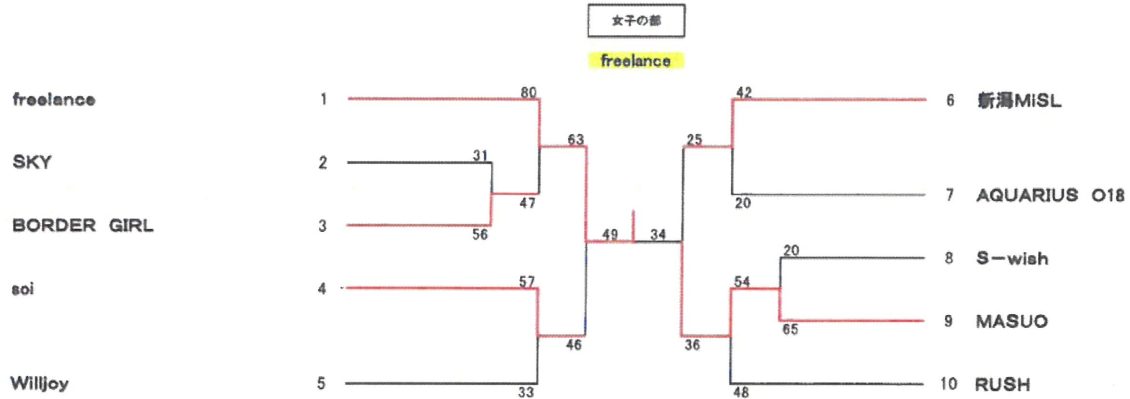 女子の部
freelance
freelance 1 80 42 6 新潟MiSL
63 25
SKY 2 31
47 20 7 AQUARIUS O18
BORDER GIRL 3 56
49 34
20 8 S-wish
soi 4 57 54
65 9 MASUO
46 36
Willjoy 5 33 48 10 RUSH